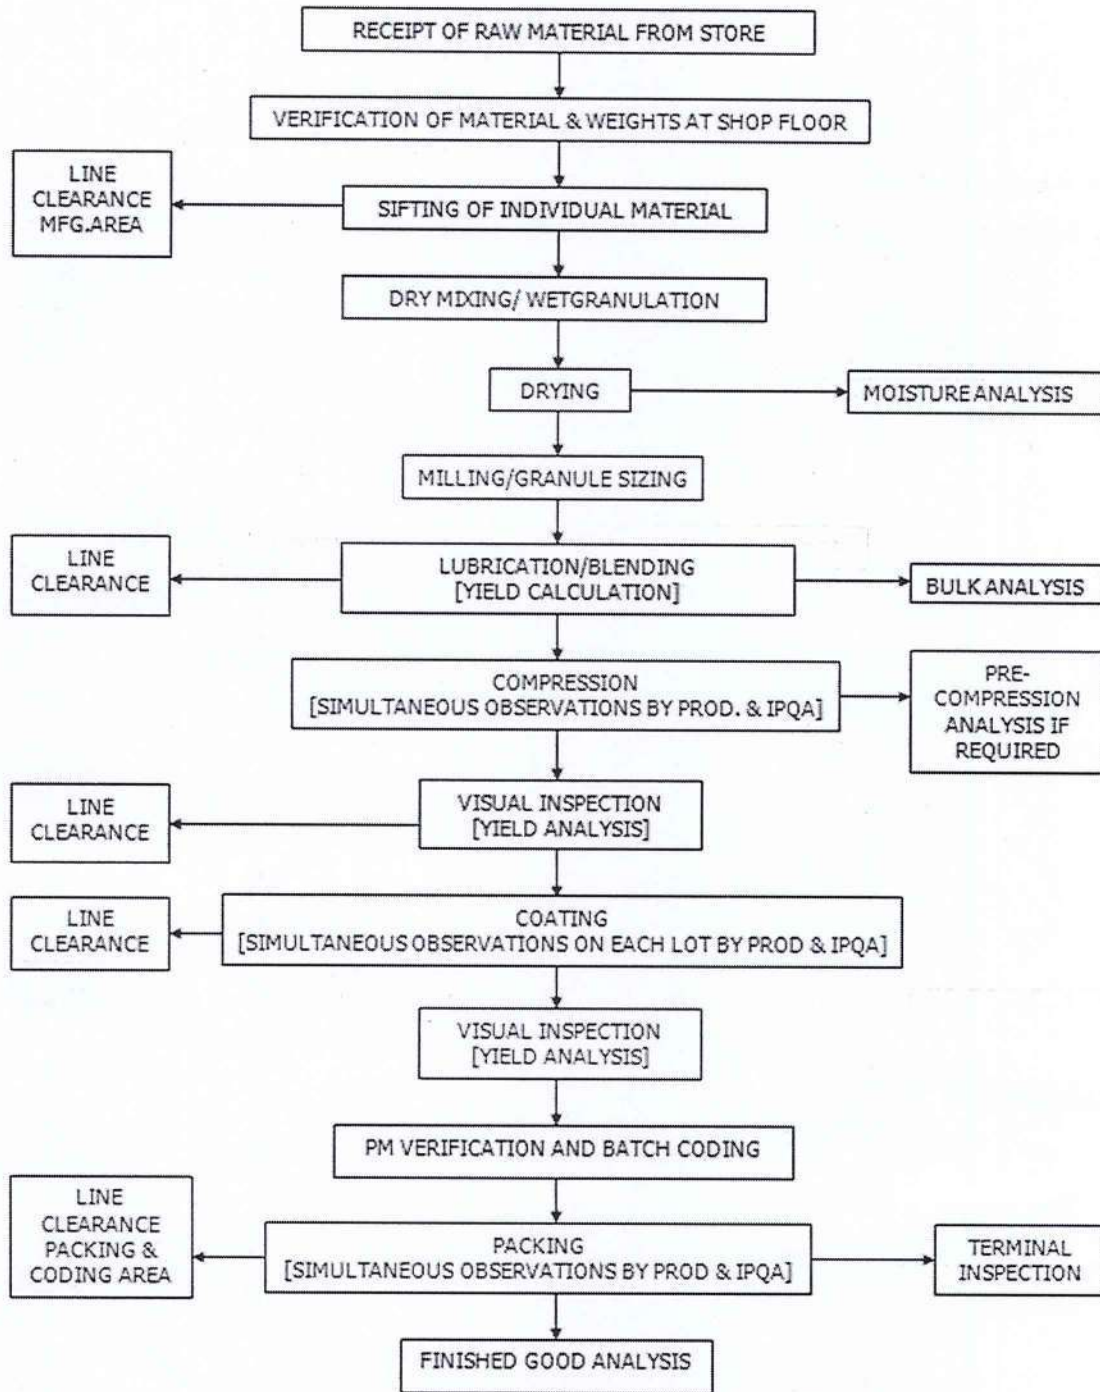 RECEIPT OF RAW MATERIAL FROM STORE
VERIFICATION OF MATERIAL & WEIGHTS AT SHOP FLOOR
LINE
CLEARANCE
MFG.AREA
SIFTING OF INDIVIDUAL MATERIAL
DRY MIXING/ WETGRANULATION
DRYING
MOISTURE ANALYSIS
MILLING/GRANULE SIZING
LINE
CLEARANCE
LUBRICATION/BLENDING
[YIELD CALCULATION]
BULK ANALYSIS
COMPRESSION
[SIMULTANEOUS OBSERVATIONS BY PROD. & IPQA]
PRE-
COMPRESSION
ANALYSIS IF
REQUIRED
LINE
CLEARANCE
VISUAL INSPECTION
[YIELD ANALYSIS]
LINE
CLEARANCE
COATING
[SIMULTANEOUS OBSERVATIONS ON EACH LOT BY PROD & IPQA]
VISUAL INSPECTION
[YIELD ANALYSIS]
PM VERIFICATION AND BATCH CODING
LINE
CLEARANCE
PACKING &
CODING AREA
PACKING
[SIMULTANEOUS OBSERVATIONS BY PROD & IPQA]
TERMINAL
INSPECTION
FINISHED GOOD ANALYSIS